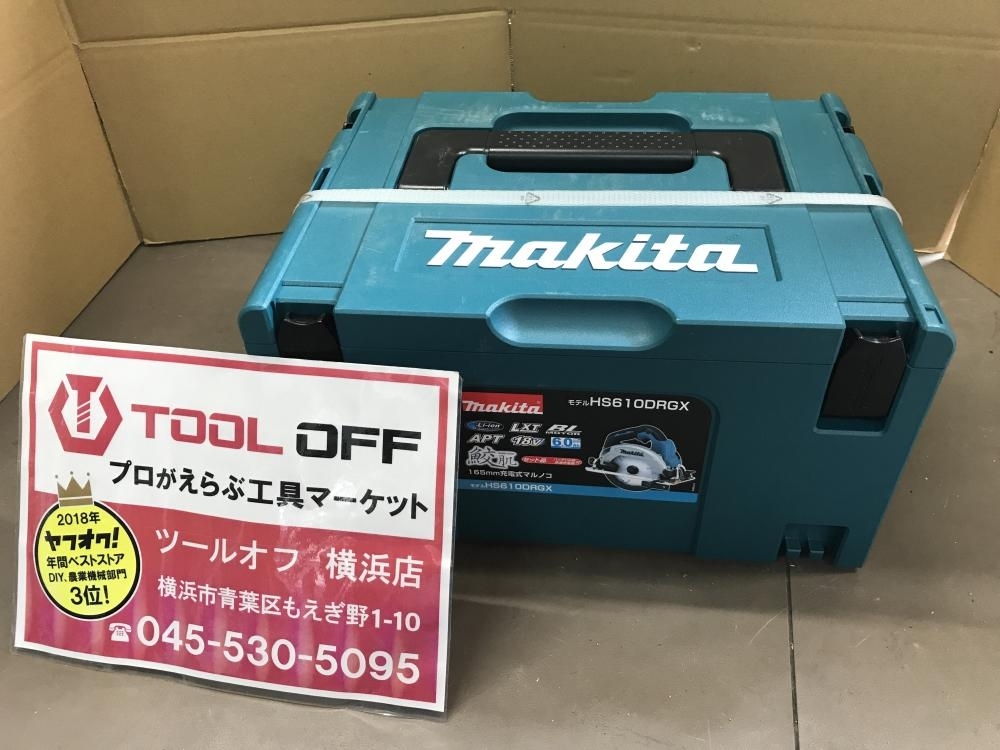 makita
makita
モデルHS610DRGX
Li-ion LXT BL MOTOR
APT 18V 6.0
鮫肌 セット品
165mm充電式マルノコ
モデルHS610DRGX
makita
TOOL OFF
プロがえらぶ工具マーケット
2018年
ヤフオク!
年間ベストストア
DIY、農業機械部門
3位!
ツールオフ 横浜店
横浜市青葉区もえぎ野1-10
☎045-530-5095